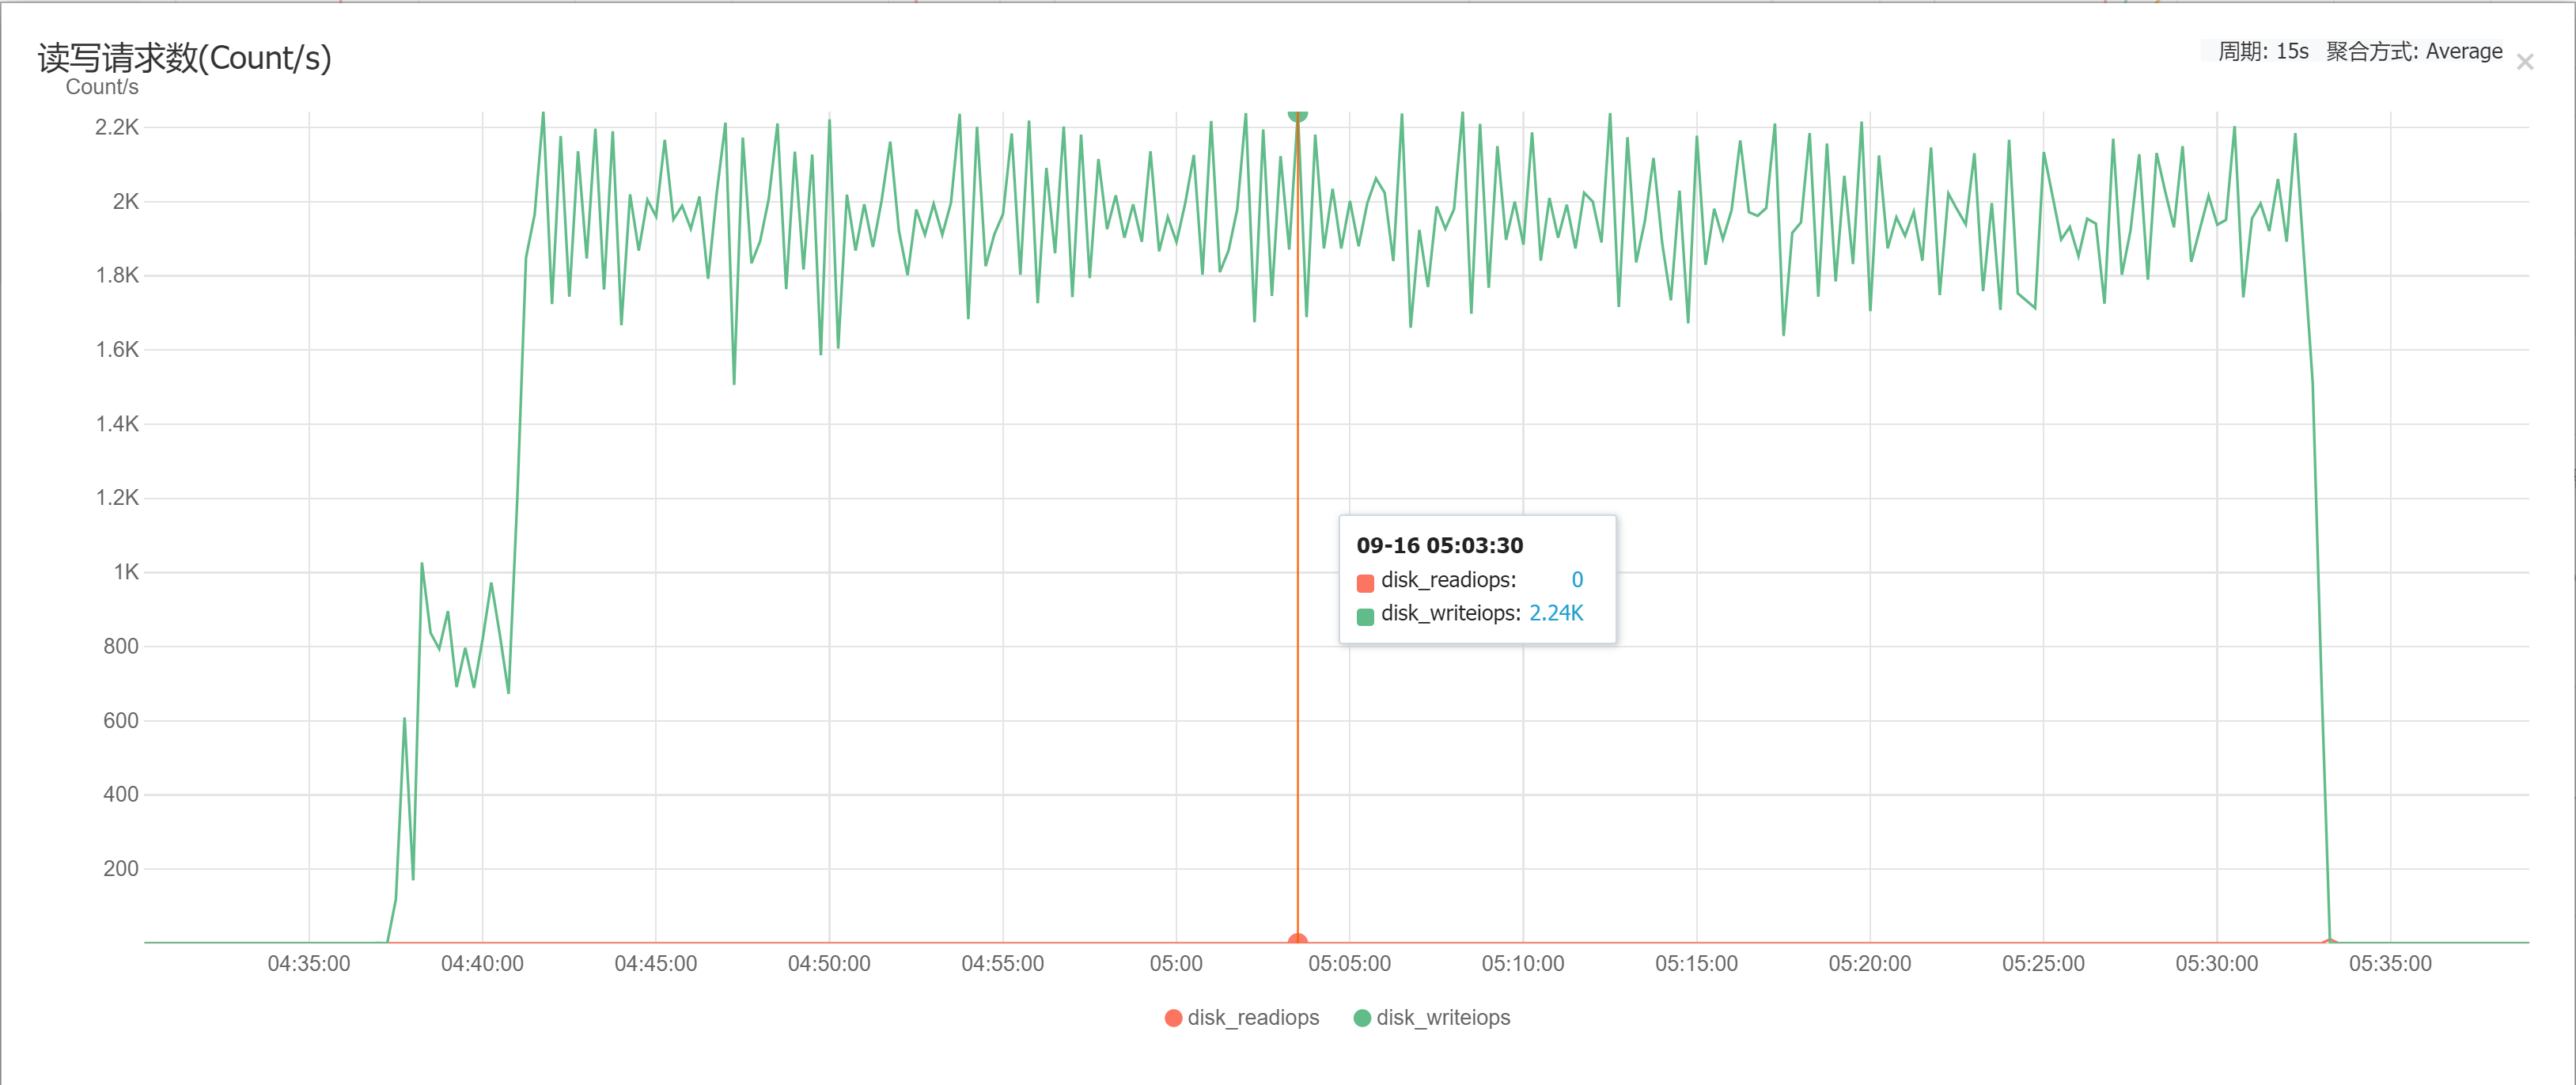 读写请求数(Count/s)
周期: 15s 聚合方式: Average
Count/s
2.2K
2K
1.8K
1.6K
1.4K
1.2K
1K
800
600
400
200
09-16 05:03:30
disk_readiops: 0
disk_writeiops: 2.24K
04:35:00 04:40:00 04:45:00 04:50:00 04:55:00 05:00 05:05:00 05:10:00 05:15:00 05:20:00 05:25:00 05:30:00 05:35:00
disk_readiops disk_writeiops